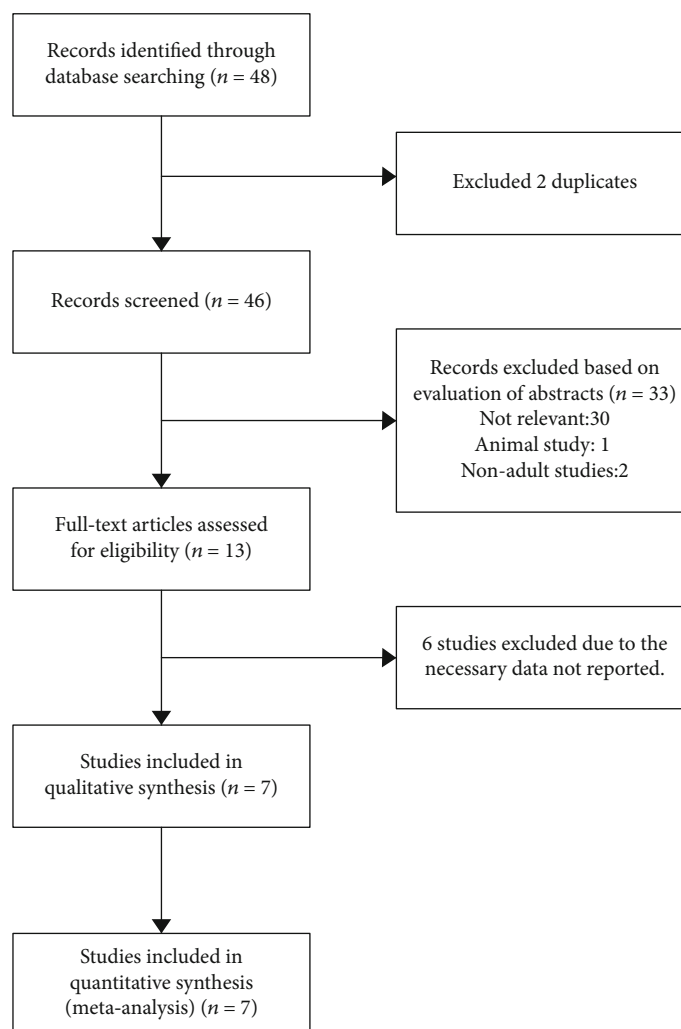 Records identified through
database searching (n = 48)
Excluded 2 duplicates
Records screened (n = 46)
Records excluded based on
evaluation of abstracts (n = 33)
Not relevant:30
Animal study: 1
Non-adult studies:2
Full-text articles assessed
for eligibility (n = 13)
6 studies excluded due to the
necessary data not reported.
Studies included in
qualitative synthesis (n = 7)
Studies included in
quantitative synthesis
(meta-analysis) (n = 7)